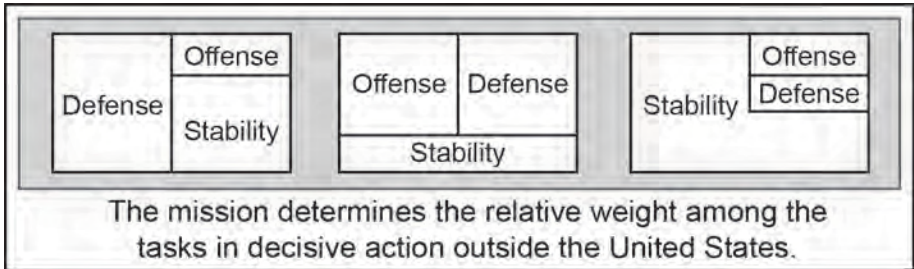 Offense
Defense
Stability
Offense Defense
Stability
Offense
Stability
Defense
The mission determines the relative weight among the
tasks in decisive action outside the United States.